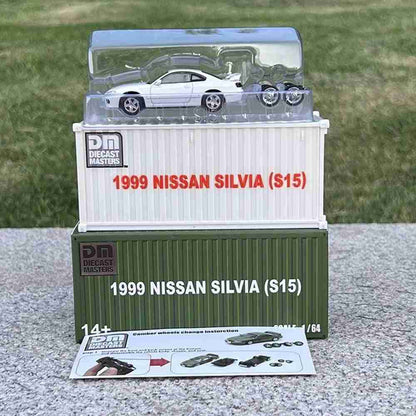 DM
DIECAST
MASTERS
1999 NISSAN SILVIA (S15)
DM
DIECAST
MASTERS
1999 NISSAN SILVIA (S15)
14+
1/64
Camber wheels change insturction
DM
DIECAST
MASTERS